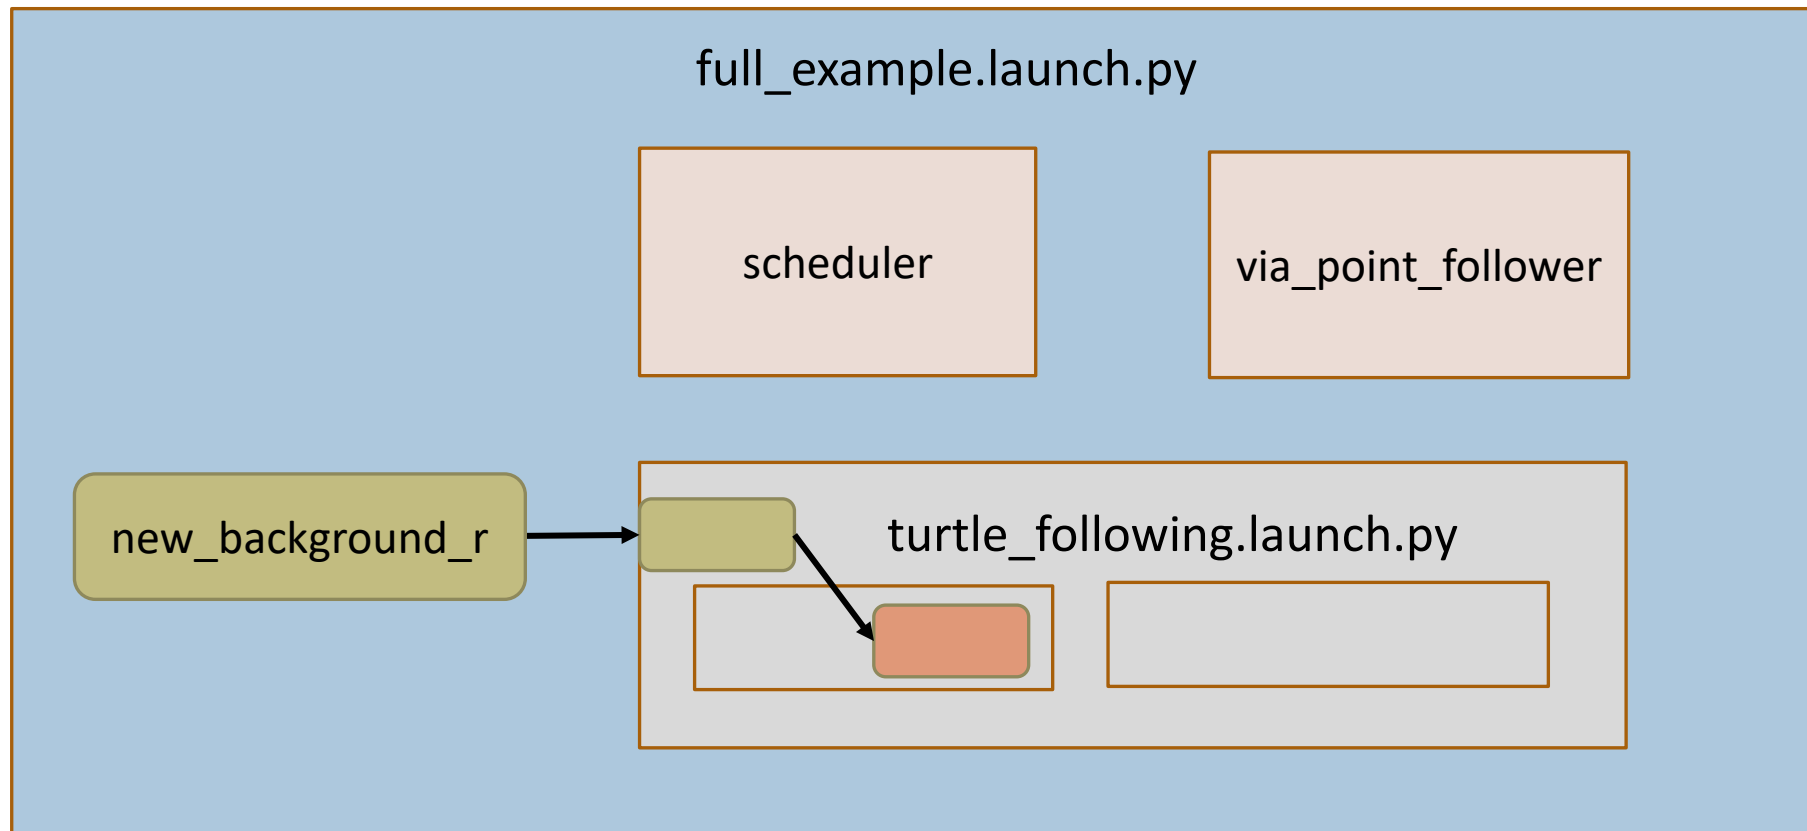 full_example.launch.py
scheduler
via_point_follower
new_background_r
turtle_following.launch.py